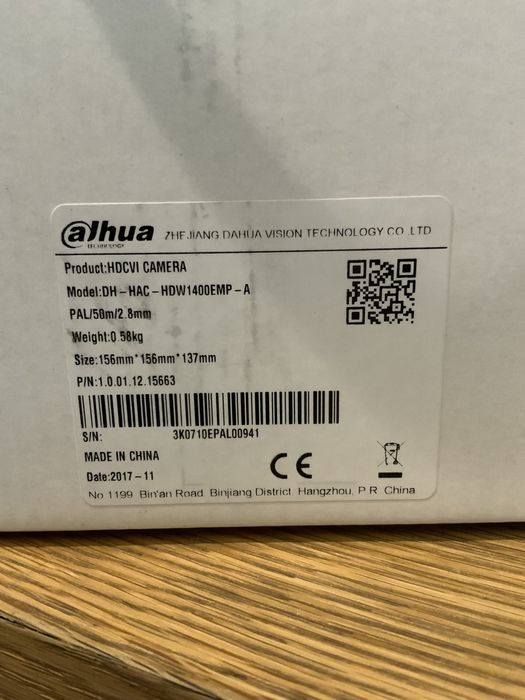 alhua
TECHNOLOGY
ZHEJIANG DAHUA VISION TECHNOLOGY CO .,LTD
Product:HDCVI CAMERA
Model:DH-HAC-HDW1400EMP-A
PAL/50m/2.8mm
Weight:0.58kg
Size:156mm*156mm*137mm
P/N:1.0.01.12.15663
S/N: 3K0710EPAL00941
MADE IN CHINA
CE
Date:2017-11
No.1199, Bin'an Road, Binjiang District, Hangzhou, P.R. China